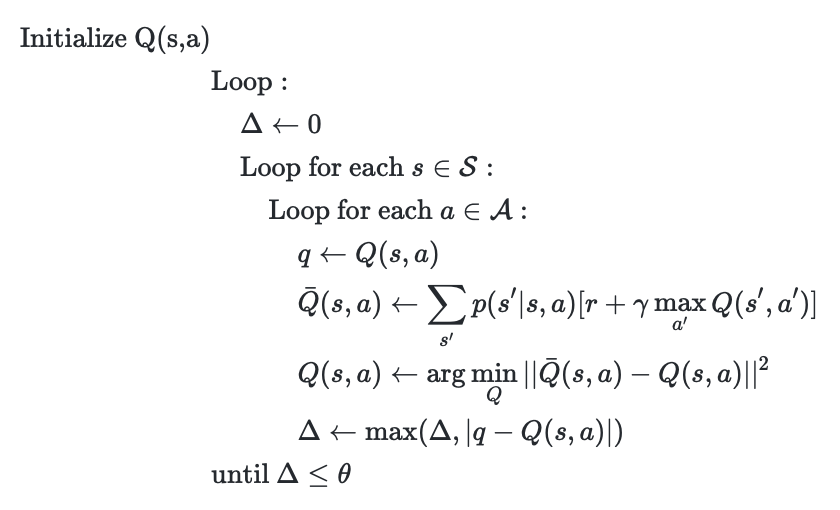 Initialize Q(s,a)
Loop :
Δ ← 0
Loop for each s ∈ 𝒮 :
Loop for each a ∈ 𝒜 :
q ← Q(s, a)
Q̄(s, a) ← ∑_{s′} p(s′|s, a)[r + γ max_{a′} Q(s′, a′)]
Q(s, a) ← arg min_Q ||Q̄(s, a) − Q(s, a)||²
Δ ← max(Δ, |q − Q(s, a)|)
until Δ ≤ θ